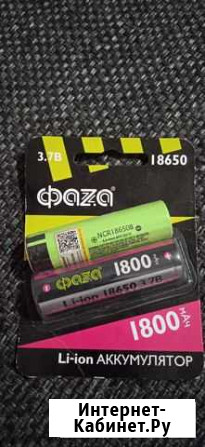 3.7В 18650
фаzа
NCR18650B
фаzа 1800
Li-ion 18650 3.7В
1800 мАч
Li-ion АККУМУЛЯТОР
Интернет-
Кабинет.Ру